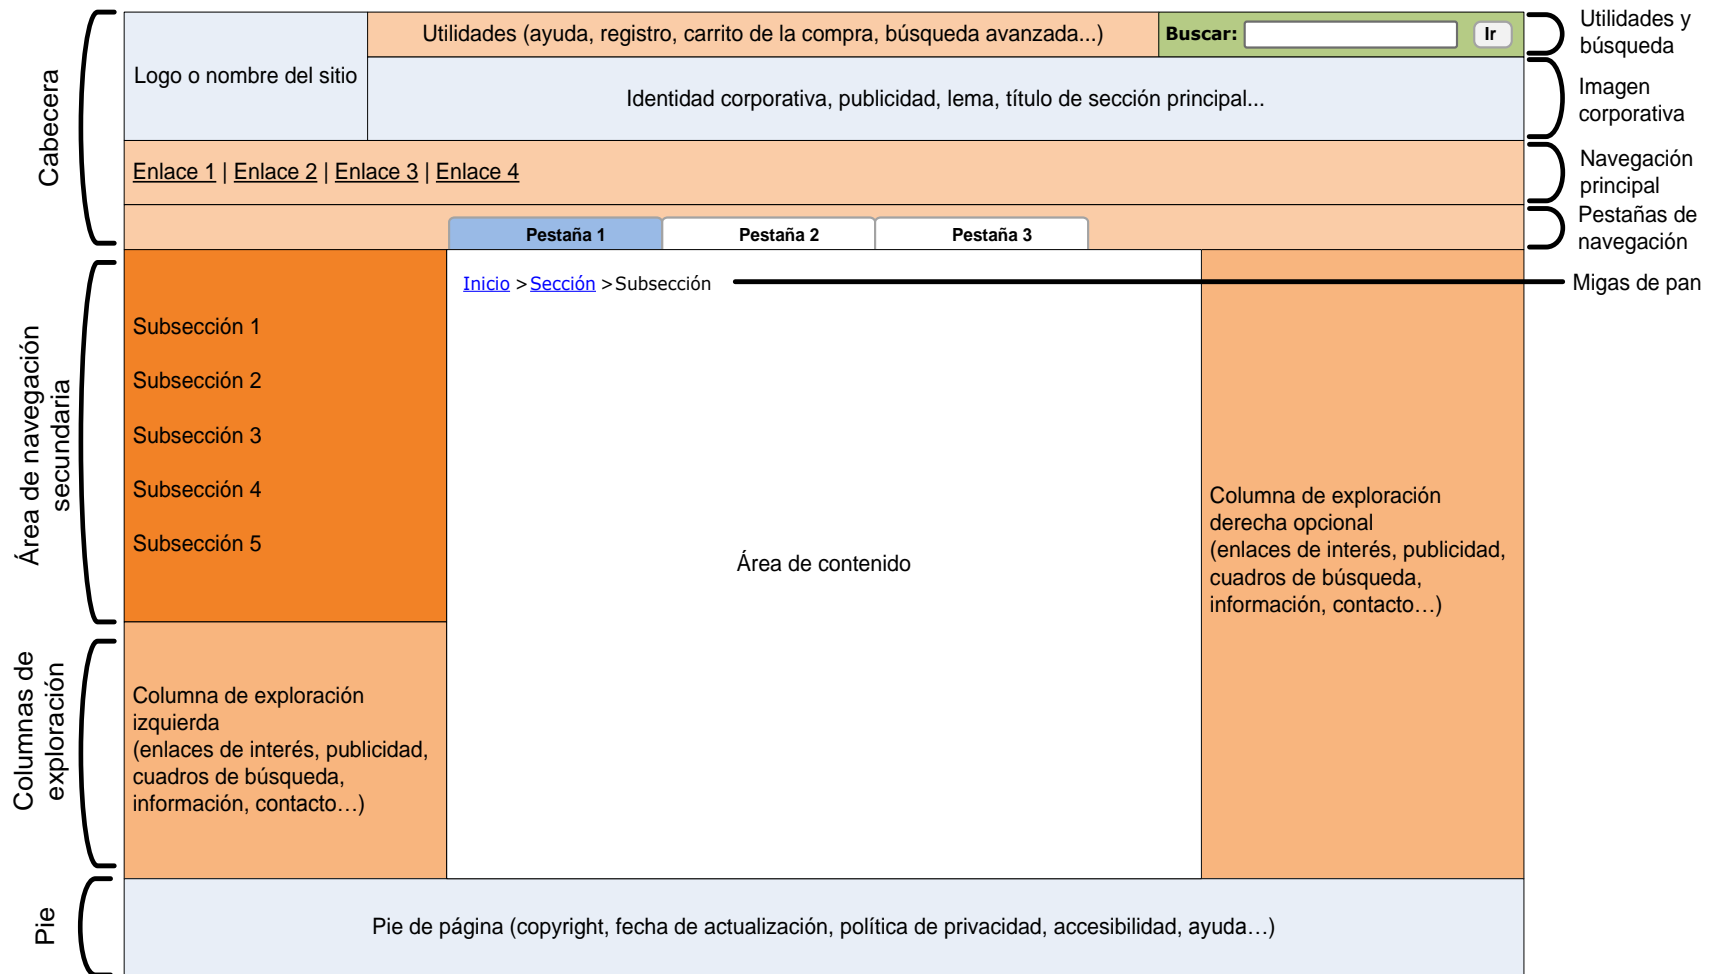 Cabecera
Logo o nombre del sitio
Utilidades (ayuda, registro, carrito de la compra, búsqueda avanzada...)
Buscar:
Ir
Utilidades y
búsqueda
Identidad corporativa, publicidad, lema, título de sección principal...
Imagen
corporativa
Enlace 1 | Enlace 2 | Enlace 3 | Enlace 4
Navegación
principal
Pestaña 1
Pestaña 2
Pestaña 3
Pestañas de
navegación
Área de navegación
secundaria
Inicio > Sección > Subsección
Migas de pan
Subsección 1
Subsección 2
Subsección 3
Subsección 4
Subsección 5
Área de contenido
Columna de exploración
derecha opcional
(enlaces de interés, publicidad,
cuadros de búsqueda,
información, contacto…)
Columnas de
exploración
Columna de exploración
izquierda
(enlaces de interés, publicidad,
cuadros de búsqueda,
información, contacto…)
Pie
Pie de página (copyright, fecha de actualización, política de privacidad, accesibilidad, ayuda…)